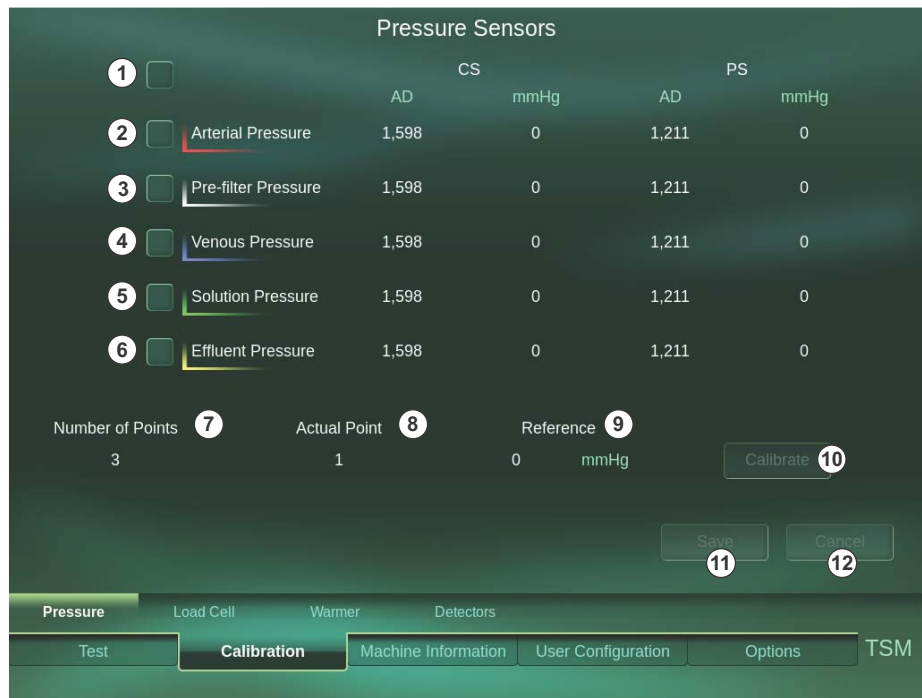 Pressure Sensors
1 CS PS
AD mmHg AD mmHg
2 Arterial Pressure 1,598 0 1,211 0
3 Pre-filter Pressure 1,598 0 1,211 0
4 Venous Pressure 1,598 0 1,211 0
5 Solution Pressure 1,598 0 1,211 0
6 Effluent Pressure 1,598 0 1,211 0
Number of Points 7 Actual Point 8 Reference 9
3 1 0 mmHg Calibrate 10
Save Cancel
11 12
Pressure Load Cell Warmer Detectors
Test Calibration Machine Information User Configuration Options TSM